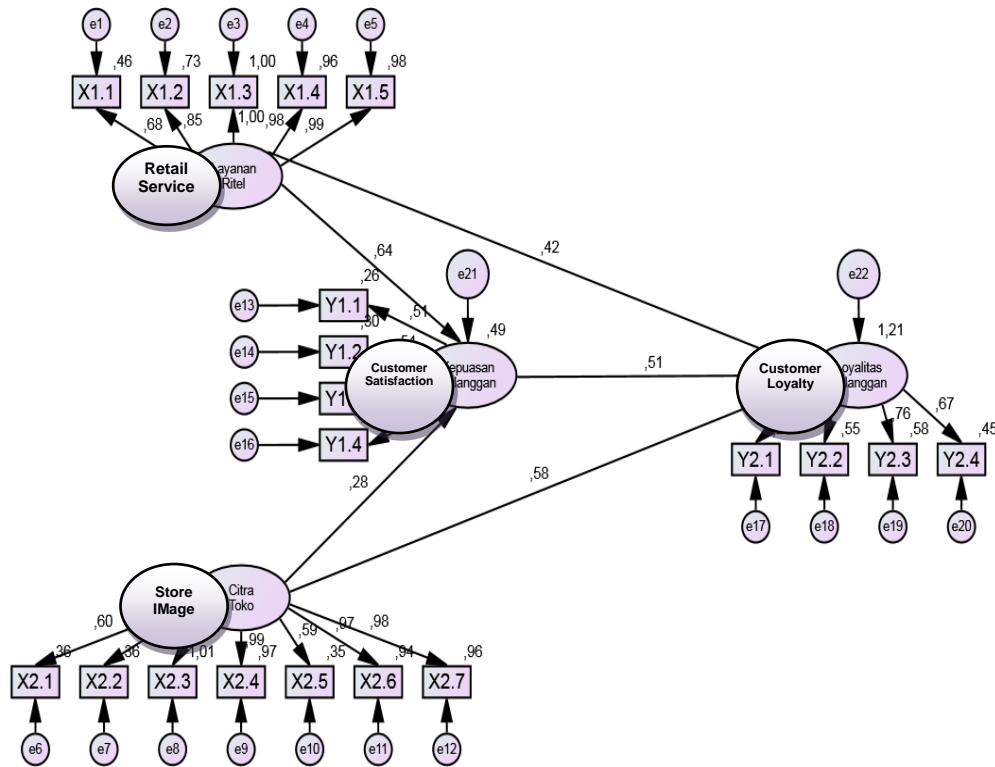 e1 e2 e3 e4 e5
,46 ,73 1,00 ,96 ,98
X1.1 X1.2 X1.3 X1.4 X1.5
,68 ,85 1,00 ,98 ,99
Retail
Service
ayanan
Ritel
,42
,64
,26
e21
e22
e13
Y1.1
,51
,30
,49
1,21
e14
Y1.2
Customer
Satisfaction
epuasan
langgan
,51
Customer
Loyalty
oyalitas
anggan
e15
e16
Y1.4
,55 ,76 ,58 ,67 ,45
Y2.1 Y2.2 Y2.3 Y2.4
,28
,58
e17 e18 e19 e20
Store
IMage
Citra
Toko
,60 ,99 ,59 ,97 ,98
,36 ,36 1,01 ,97 ,35 ,94 ,96
X2.1 X2.2 X2.3 X2.4 X2.5 X2.6 X2.7
e6 e7 e8 e9 e10 e11 e12